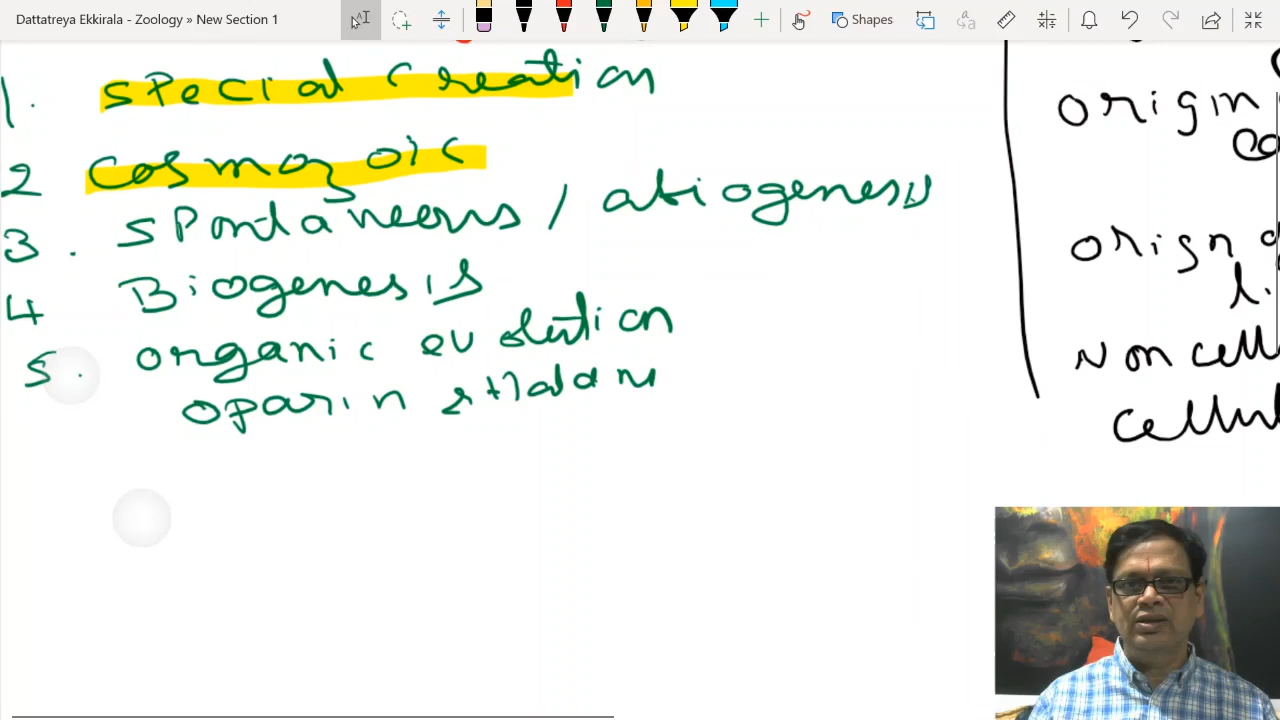 Dattatreya Ekkirala - Zoology » New Section 1
Shapes
1. special creation
2 cosmozoic
3. spontaneous / abiogenesis
4 Biogenesis
5. organic evolution
oparin & Haldane
origin
orign
Non cell
cellul